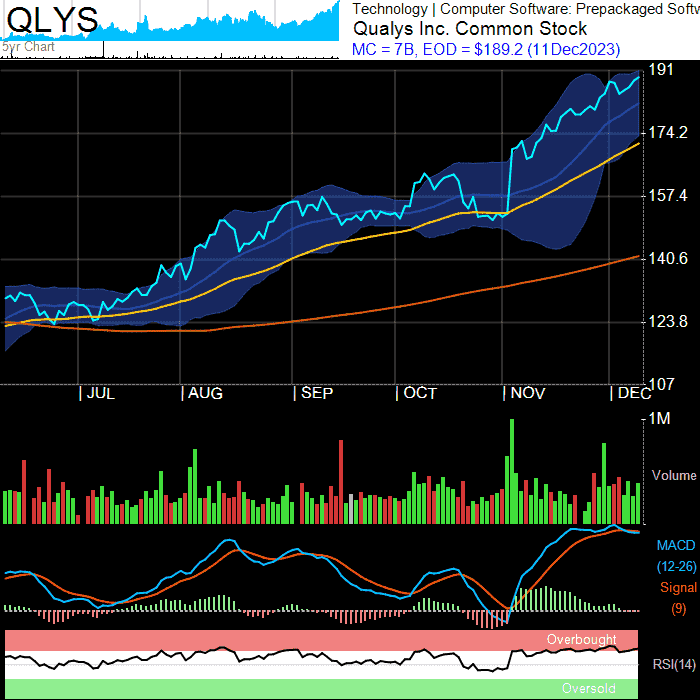 QLYS
5yr Chart
Technology | Computer Software: Prepackaged Softw
Qualys Inc. Common Stock
MC = 7B, EOD = $189.2 (11Dec2023)
191
174.2
157.4
140.6
123.8
107
| JUL | AUG | SEP | OCT | NOV | DEC
1M
Volume
MACD
(12-26)
Signal
(9)
Overbought
RSI(14)
Oversold